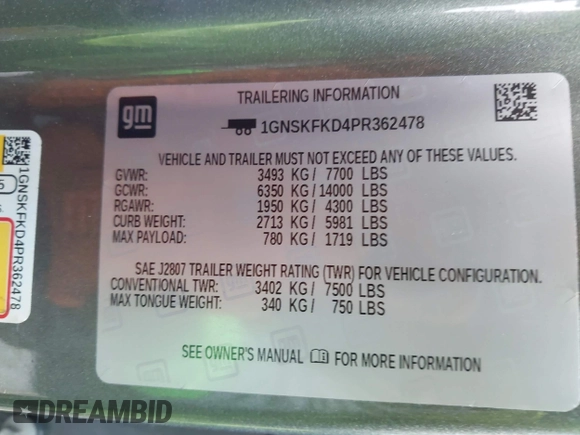 gm
TRAILERING INFORMATION
1GNSKFKD4PR362478
VEHICLE AND TRAILER MUST NOT EXCEED ANY OF THESE VALUES.
GVWR: 3493 KG / 7700 LBS
GCWR: 6350 KG / 14000 LBS
RGAWR: 1950 KG / 4300 LBS
CURB WEIGHT: 2713 KG / 5981 LBS
MAX PAYLOAD: 780 KG / 1719 LBS
SAE J2807 TRAILER WEIGHT RATING (TWR) FOR VEHICLE CONFIGURATION.
CONVENTIONAL TWR: 3402 KG / 7500 LBS
MAX TONGUE WEIGHT: 340 KG / 750 LBS
SEE OWNER'S MANUAL FOR MORE INFORMATION
1GNSKFKD4PR362478
DREAMBID